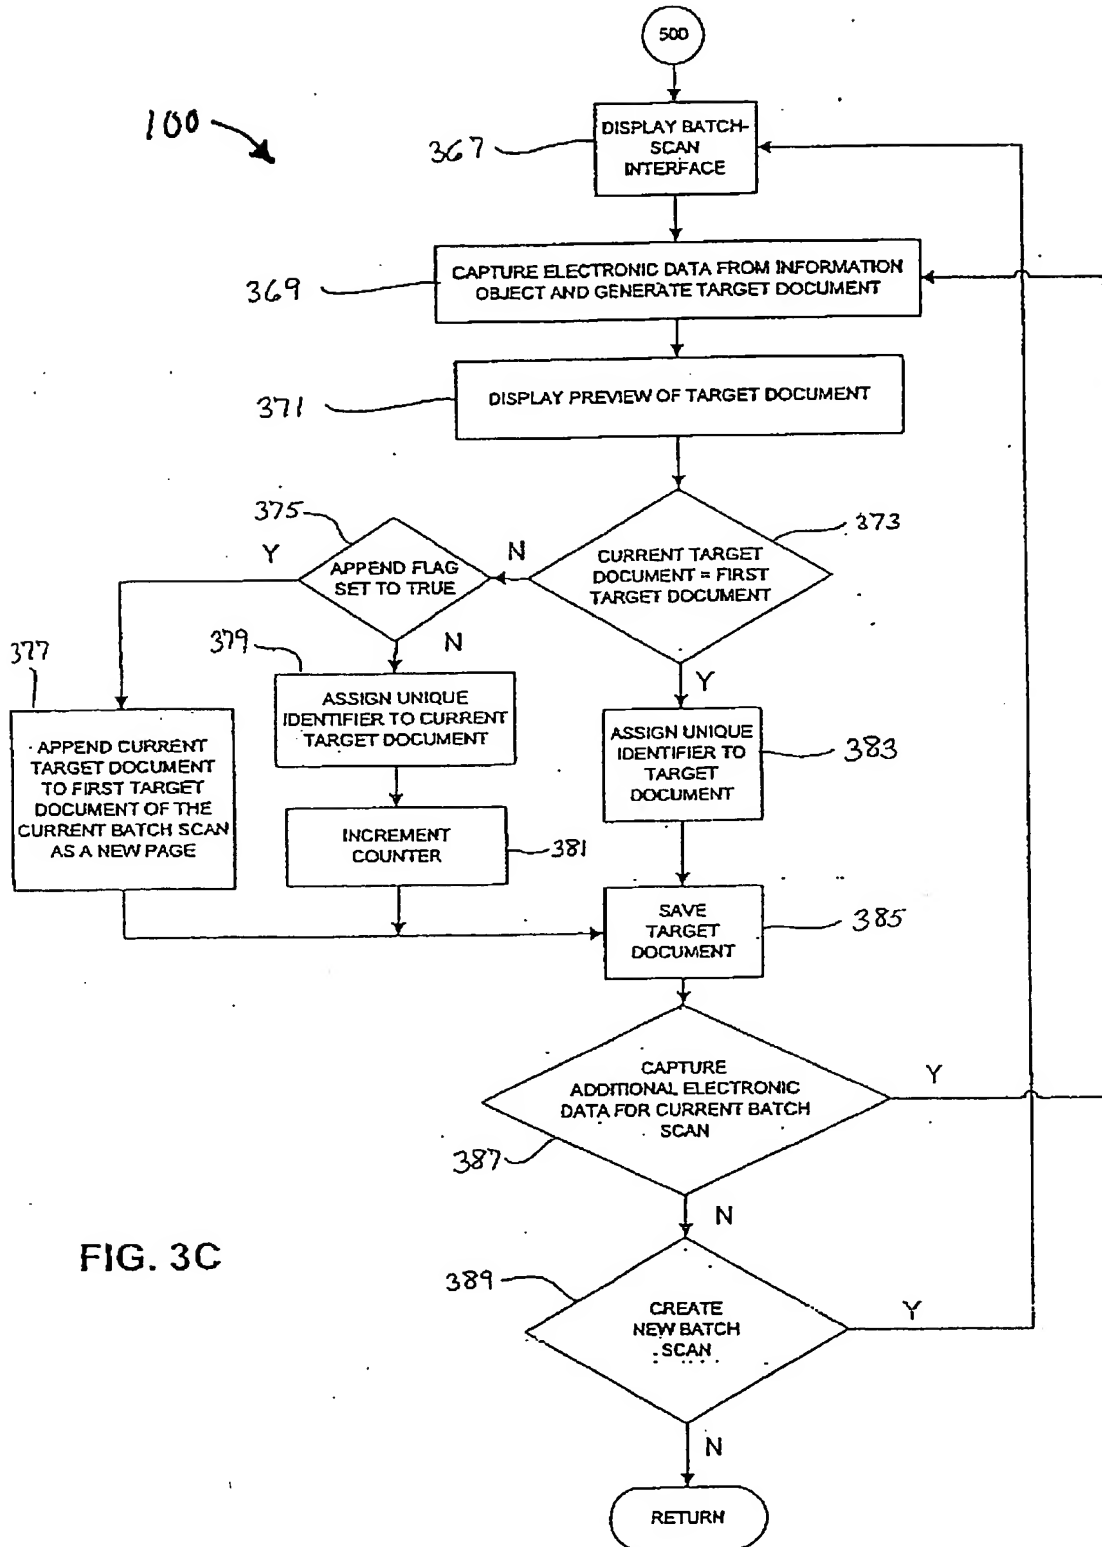 500
100
367
DISPLAY BATCH-
SCAN
INTERFACE
369
CAPTURE ELECTRONIC DATA FROM INFORMATION
OBJECT AND GENERATE TARGET DOCUMENT
371
DISPLAY PREVIEW OF TARGET DOCUMENT
375
373
Y
APPEND FLAG
SET TO TRUE
N
CURRENT TARGET
DOCUMENT = FIRST
TARGET DOCUMENT
377
379
N
Y
APPEND CURRENT
TARGET DOCUMENT
TO FIRST TARGET
DOCUMENT OF THE
CURRENT BATCH SCAN
AS A NEW PAGE
ASSIGN UNIQUE
IDENTIFIER TO CURRENT
TARGET DOCUMENT
ASSIGN UNIQUE
IDENTIFIER TO
TARGET
DOCUMENT
383
INCREMENT
COUNTER
381
SAVE
TARGET
DOCUMENT
385
CAPTURE
ADDITIONAL ELECTRONIC
DATA FOR CURRENT BATCH
SCAN
Y
387
N
FIG. 3C
389
CREATE
NEW BATCH
SCAN
Y
N
RETURN